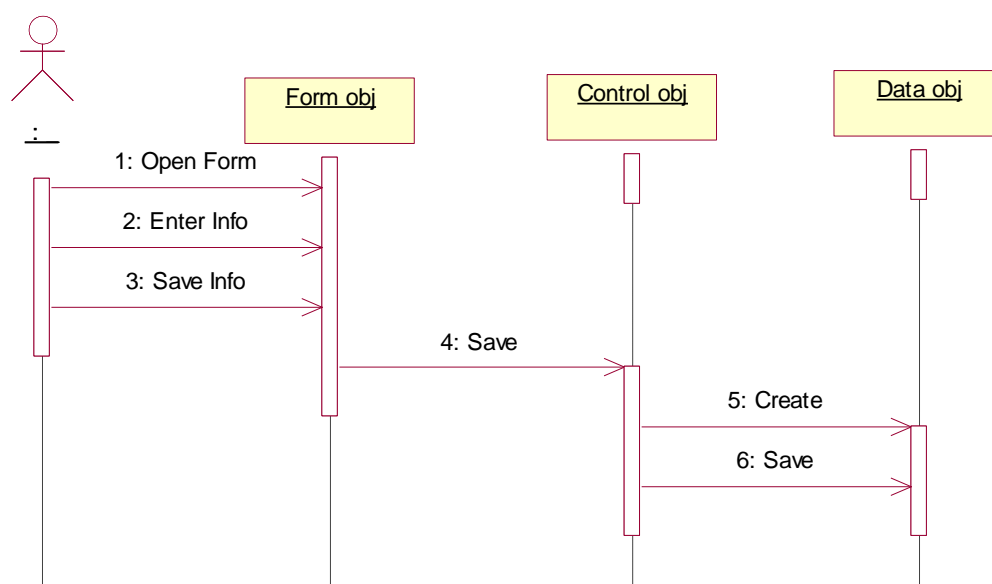 Form obj
Control obj
Data obj
:
1: Open Form
2: Enter Info
3: Save Info
4: Save
5: Create
6: Save